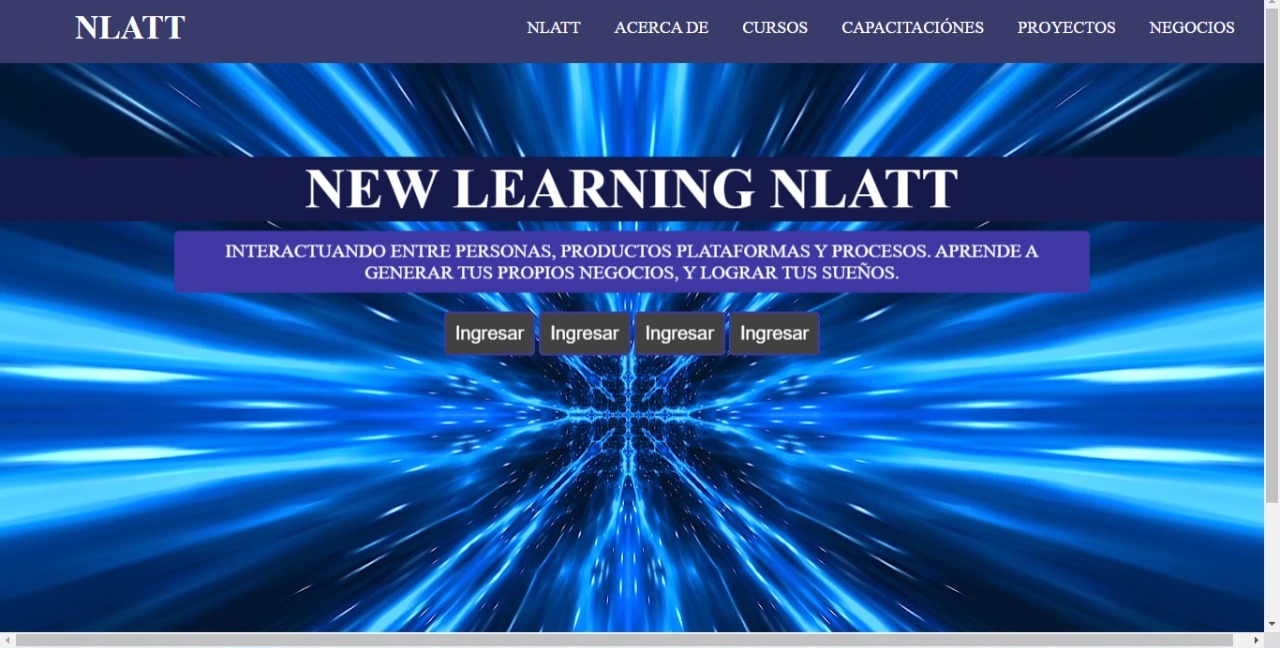 NLATT
NLATT ACERCA DE CURSOS CAPACITACIÓNES PROYECTOS NEGOCIOS
NEW LEARNING NLATT
INTERACTUANDO ENTRE PERSONAS, PRODUCTOS PLATAFORMAS Y PROCESOS. APRENDE A
GENERAR TUS PROPIOS NEGOCIOS, Y LOGRAR TUS SUEÑOS.
Ingresar Ingresar Ingresar Ingresar